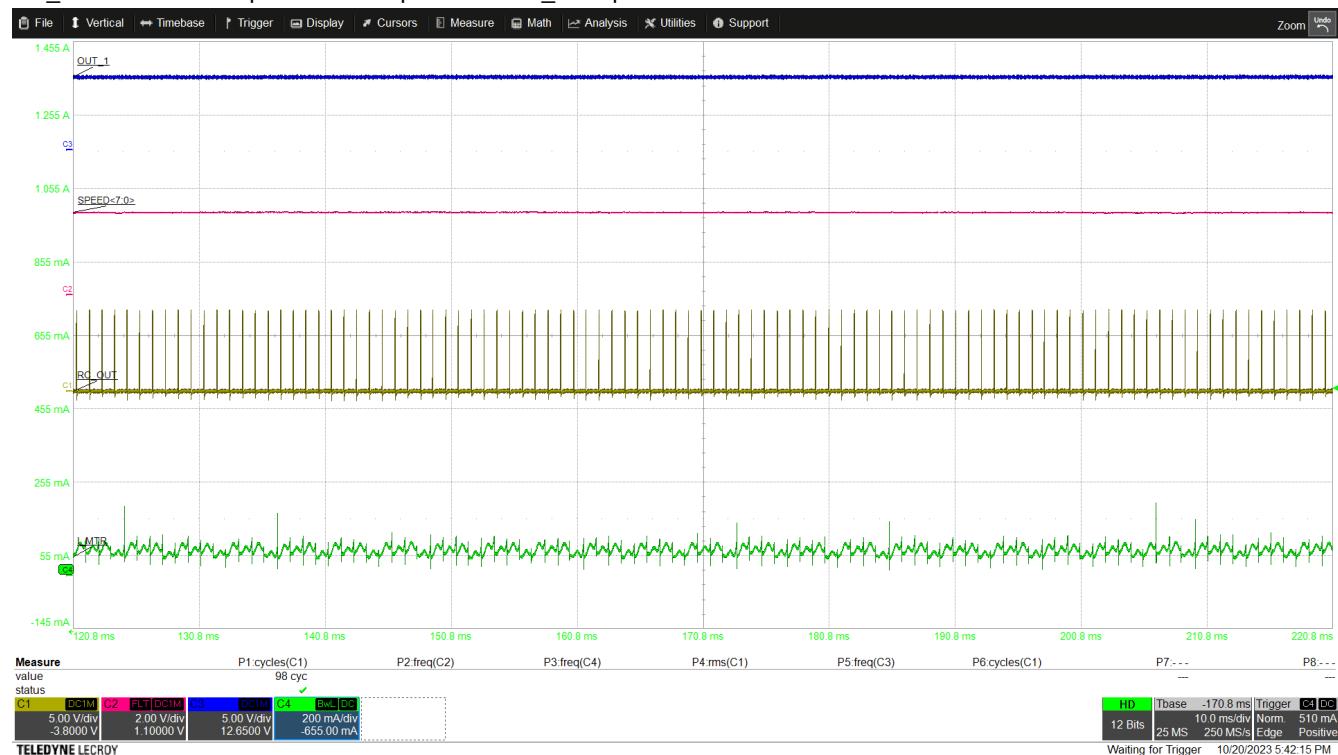 File Vertical Timebase Trigger Display Cursors Measure Math Analysis Utilities Support Zoom Undo
1.455 A
OUT_1
1.255 A
C3
1.055 A
SPEED<7:0>
855 mA
C2
655 mA
RC_OUT
C1
455 mA
255 mA
I_MTR
55 mA
C4
-145 mA
120.8 ms 130.8 ms 140.8 ms 150.8 ms 160.8 ms 170.8 ms 180.8 ms 190.8 ms 200.8 ms 210.8 ms 220.8 ms
Measure P1:cycles(C1) P2:freq(C2) P3:freq(C4) P4:rms(C1) P5:freq(C3) P6:cycles(C1) P7:- - - P8:- - -
value 98 cyc --- ---
status
C1 DC1M C2 FLT DC1M C3 DC1M C4 BwL DC HD Tbase -170.8 ms Trigger C4 DC
5.00 V/div 2.00 V/div 5.00 V/div 200 mA/div 12 Bits 10.0 ms/div Norm. 510 mA
-3.8000 V 1.10000 V 12.6500 V -655.00 mA 25 MS 250 MS/s Edge Positive
TELEDYNE LECROY Waiting for Trigger 10/20/2023 5:42:15 PM